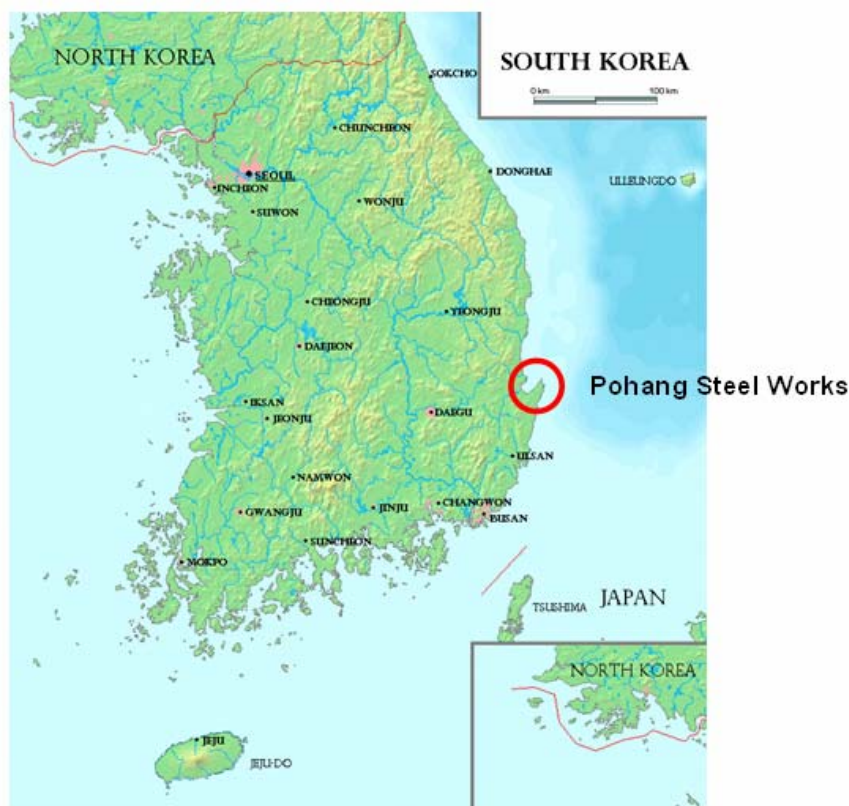 NORTH KOREA
SOUTH KOREA
0 km 100 km
SOKCHO
CHUNCHEON
DONGHAE
ULLEUNGDO
SEOUL
INCHEON
SUWON
WONJU
CHEONGJU
YEONGJU
DAEJEON
Pohang Steel Works
IKSAN
JEONJU
DAEGU
ULSAN
NAMWON
GWANGJU
JINJU
CHANGWON
BUSAN
SUNCHEON
MOKPO
TSUSHIMA
JAPAN
NORTH KOREA
JEJU
JEJU-DO